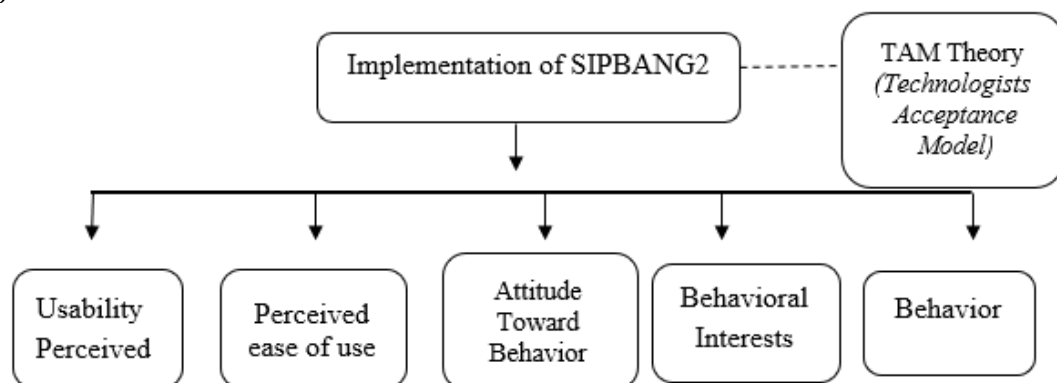 Implementation of SIPBANG2
TAM Theory
(Technologists
Acceptance
Model)
Usability
Perceived
Perceived
ease of use
Attitude
Toward
Behavior
Behavioral
Interests
Behavior